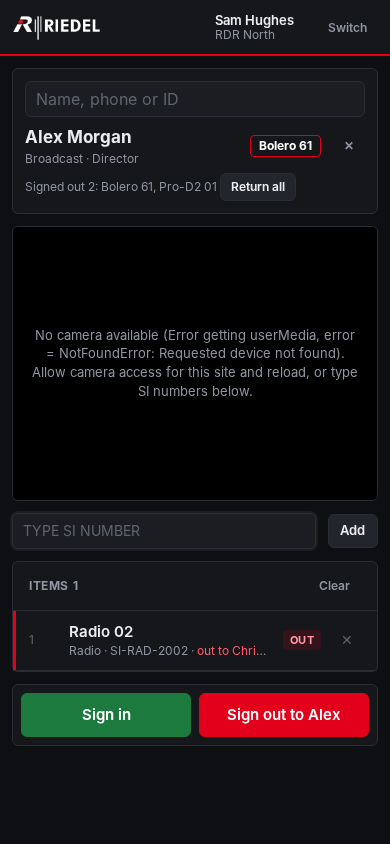 RIEDEL
Sam Hughes
RDR North
Switch
Name, phone or ID
Alex Morgan
Broadcast · Director
Bolero 61
×
Signed out 2: Bolero 61, Pro-D2 01
Return all
No camera available (Error getting userMedia, error
= NotFoundError: Requested device not found).
Allow camera access for this site and reload, or type
SI numbers below.
TYPE SI NUMBER
Add
ITEMS 1
Clear
1
Radio 02
Radio · SI-RAD-2002 · out to Chri...
OUT
×
Sign in
Sign out to Alex